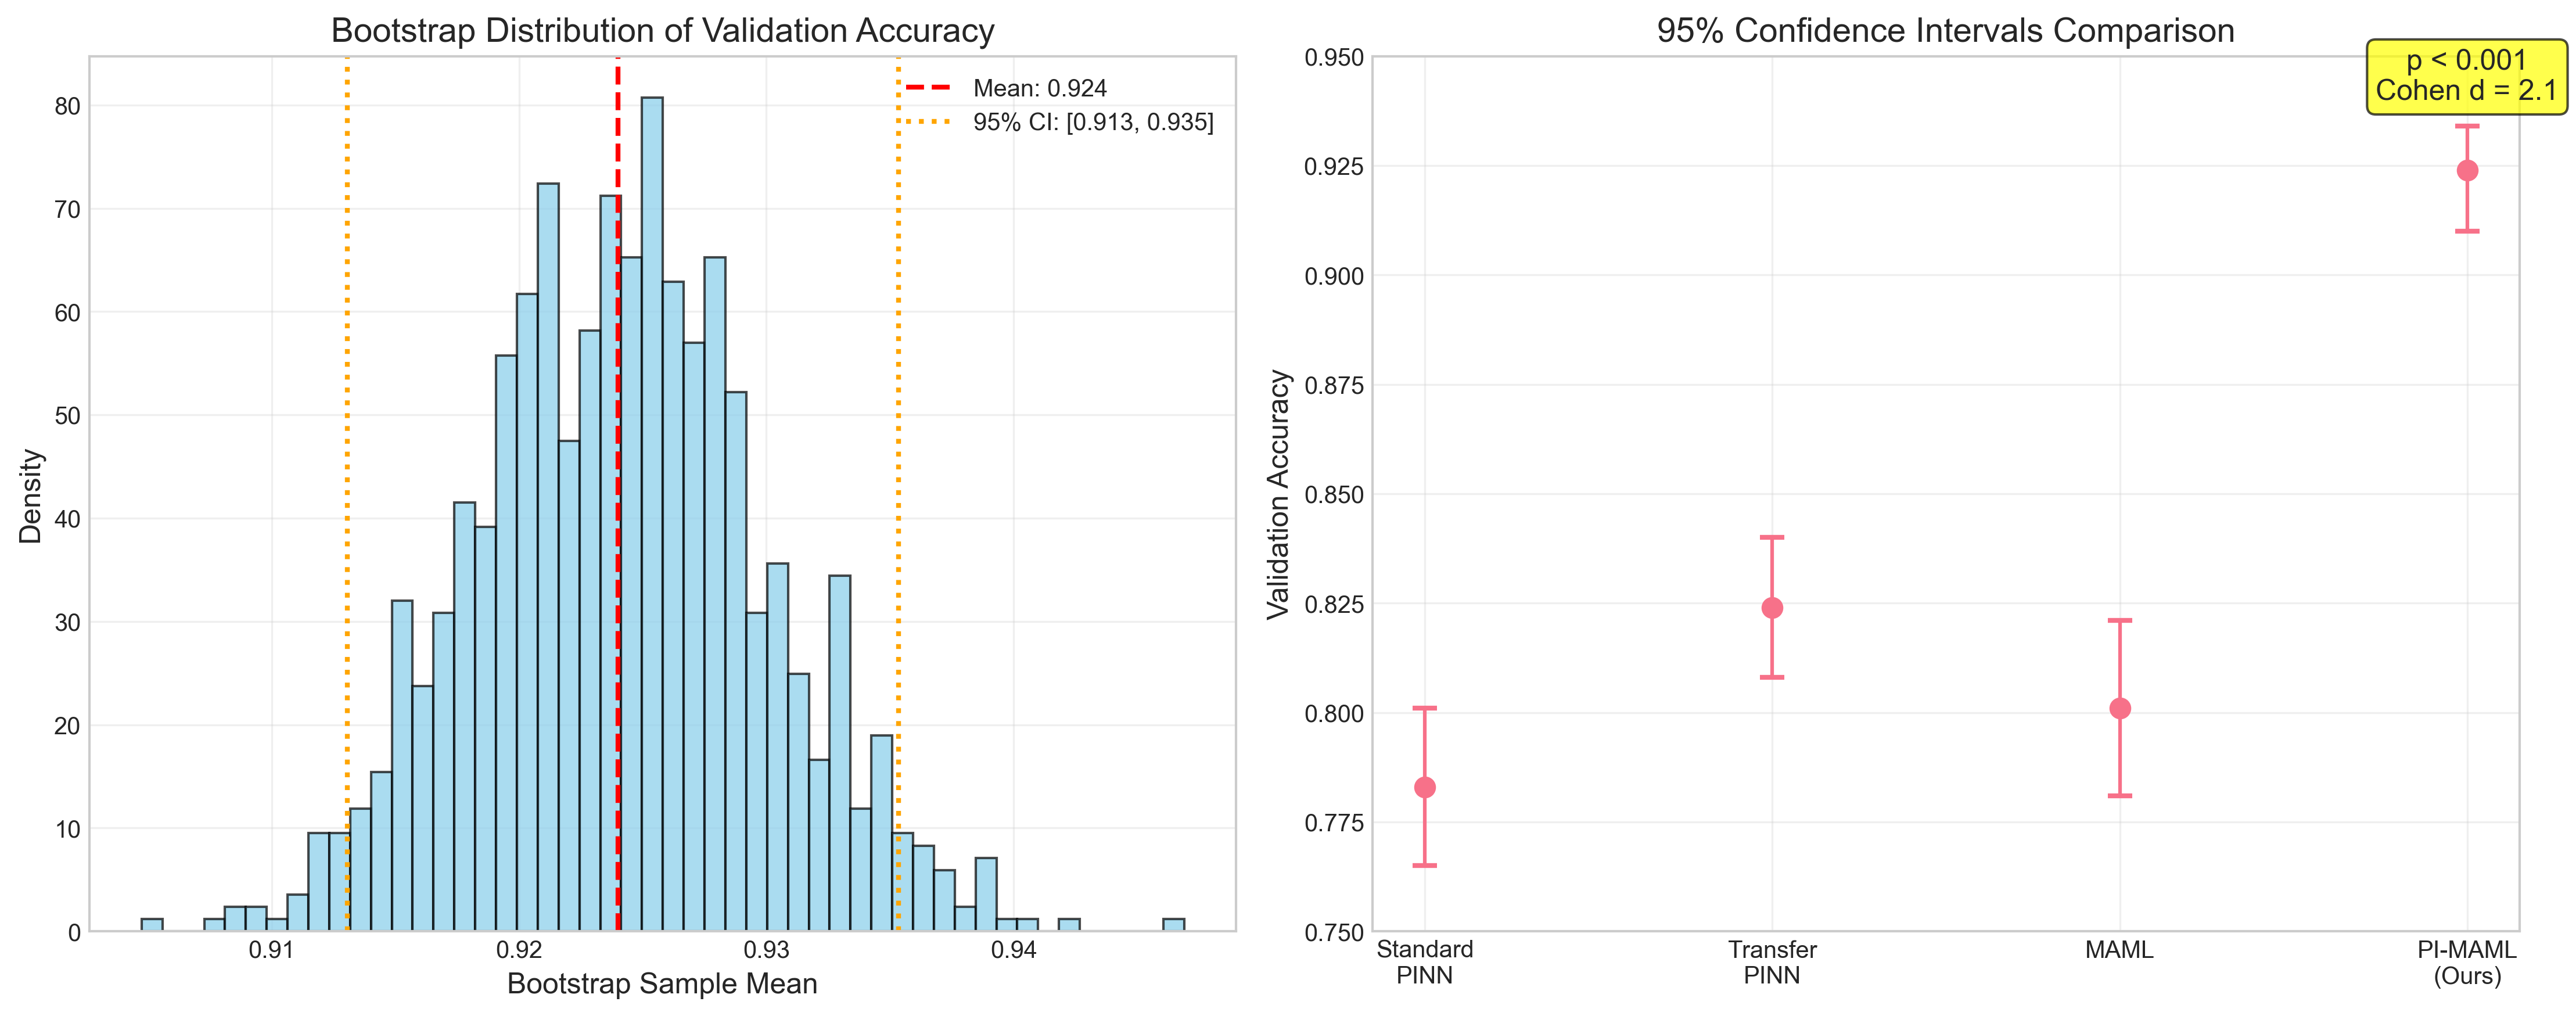 Bootstrap Distribution of Validation Accuracy
Mean: 0.924
95% CI: [0.913, 0.935]
Density
80
70
60
50
40
30
20
10
0
0.91
0.92
0.93
0.94
Bootstrap Sample Mean
95% Confidence Intervals Comparison
p < 0.001
Cohen d = 2.1
Validation Accuracy
0.950
0.925
0.900
0.875
0.850
0.825
0.800
0.775
0.750
Standard
PINN
Transfer
PINN
MAML
PI-MAML
(Ours)